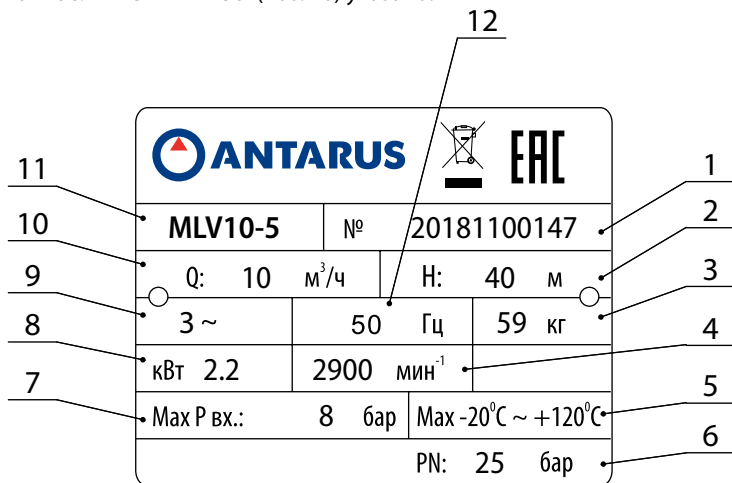 12
ANTARUS EAC
11
MLV10-5 № 20181100147
1
10
Q: 10 м³/ч H: 40 м
2
9
3 ~ 50 Гц 59 кг
3
8
кВт 2.2 2900 мин⁻¹
4
7
Max P вх.: 8 бар Max -20⁰C ~ +120⁰C
5
PN: 25 бар
6